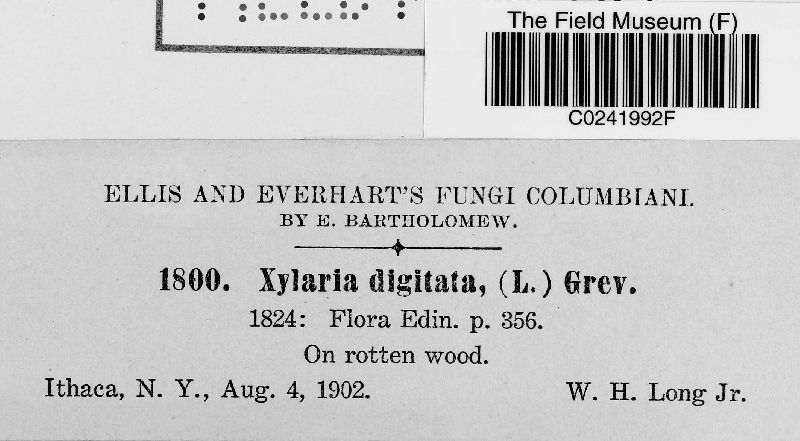 The Field Museum (F)
C0241992F
ELLIS AND EVERHART'S FUNGI COLUMBIANI.
BY E. BARTHOLOMEW.
1800. Xylaria digitata, (L.) Grev.
1824: Flora Edin. p. 356.
On rotten wood.
Ithaca, N. Y., Aug. 4, 1902. W. H. Long Jr.